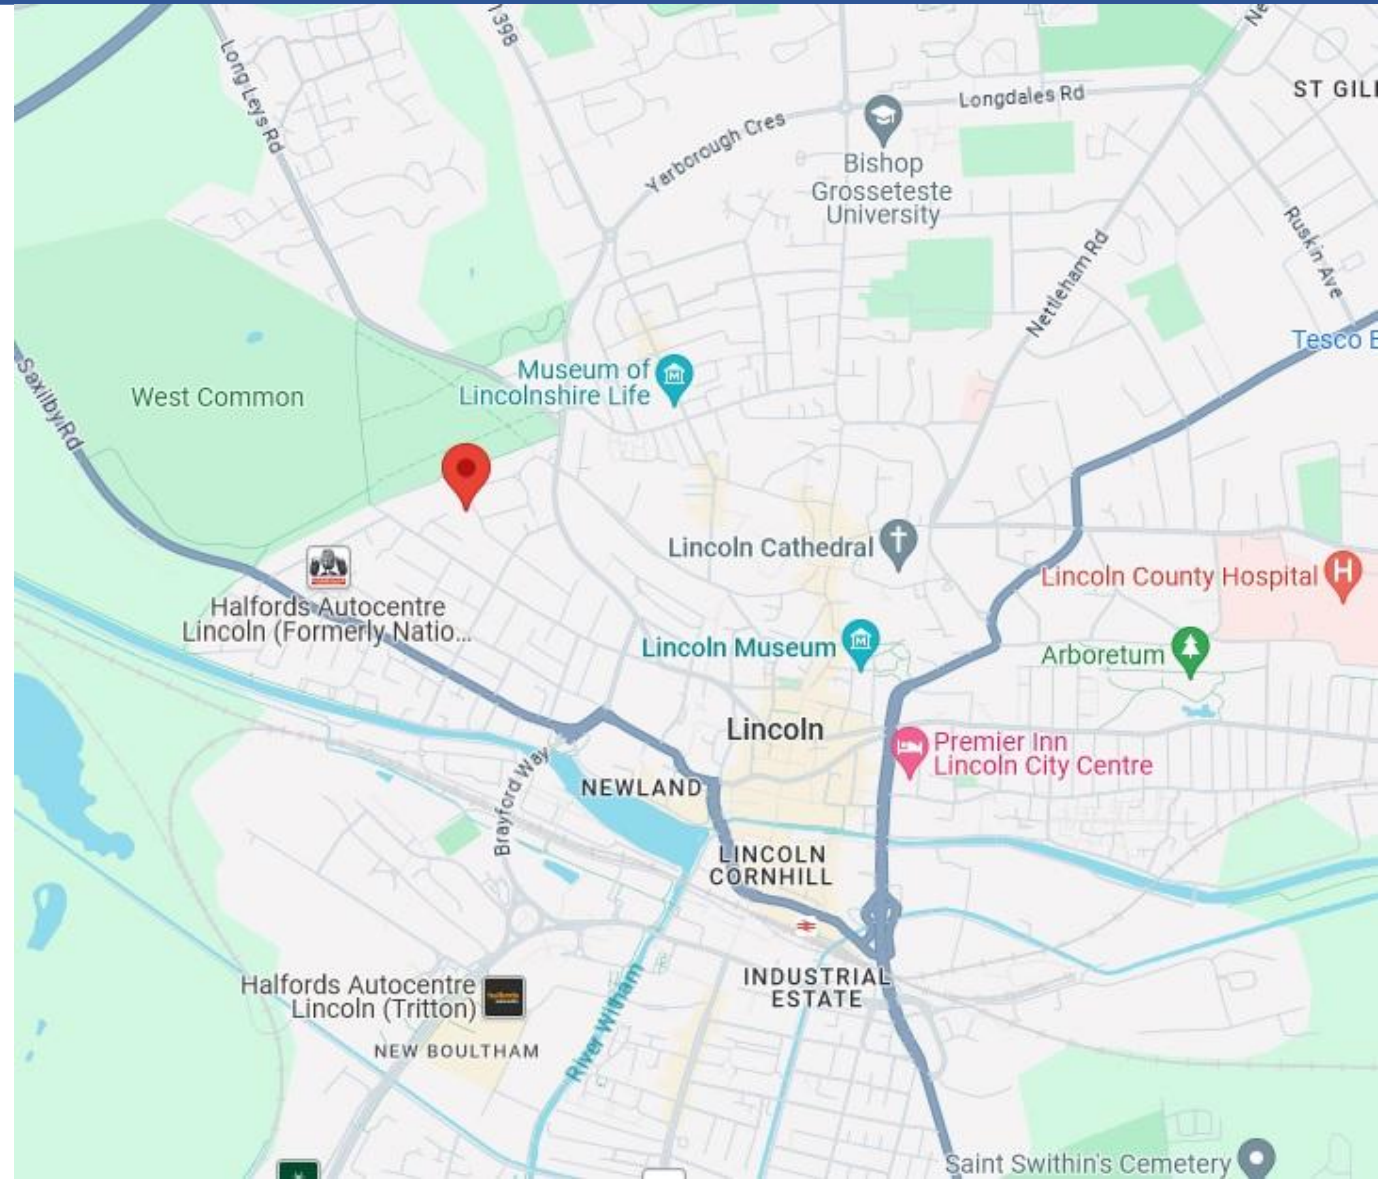 1398
Ne
Long Leys Rd
Longdales Rd
ST GIL
Yarborough Cres
Bishop
Grosseteste
University
Ruskin Ave
Nettleham Rd
Tesco E
Saxilby Rd
West Common
Museum of
Lincolnshire Life
Lincoln Cathedral
Lincoln County Hospital
H
Halfords Autocentre
Lincoln (Formerly Natio...
Lincoln Museum
Arboretum
Lincoln
Premier Inn
Lincoln City Centre
Brayford Way
NEWLAND
LINCOLN
CORNHILL
Halfords Autocentre
Lincoln (Tritton)
INDUSTRIAL
ESTATE
River Witham
NEW BOULTHAM
Saint Swithin's Cemetery